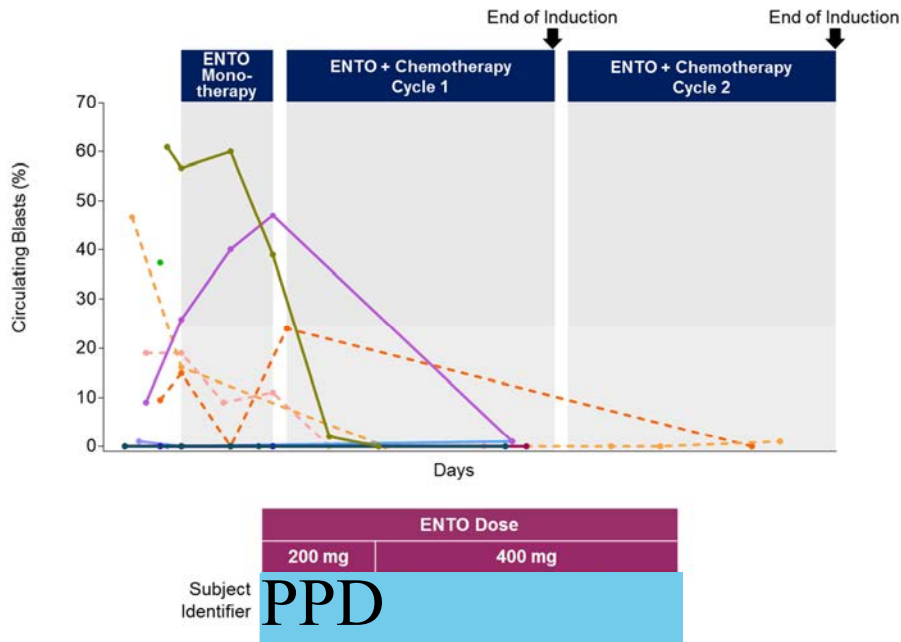 End of Induction
End of Induction
ENTO
Mono-
therapy
ENTO + Chemotherapy
Cycle 1
ENTO + Chemotherapy
Cycle 2
70
60
50
40
30
20
10
0
Circulating Blasts (%)
Days
ENTO Dose
200 mg
400 mg
Subject
Identifier
PPD